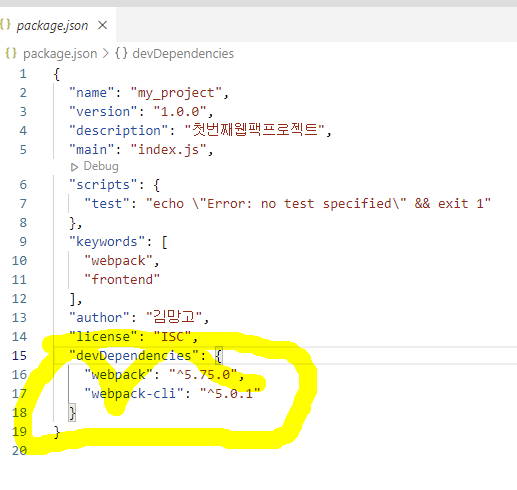 {} package.json ×
{} package.json > {} devDependencies
1 {
2 "name": "my_project",
3 "version": "1.0.0",
4 "description": "첫번째웹팩프로젝트",
5 "main": "index.js",
▷ Debug
6 "scripts": {
7 "test": "echo \"Error: no test specified\" && exit 1"
8 },
9 "keywords": [
10 "webpack",
11 "frontend"
12 ],
13 "author": "김망고",
14 "license": "ISC",
15 "devDependencies": {
16 "webpack": "^5.75.0",
17 "webpack-cli": "^5.0.1"
18 }
19 }
20